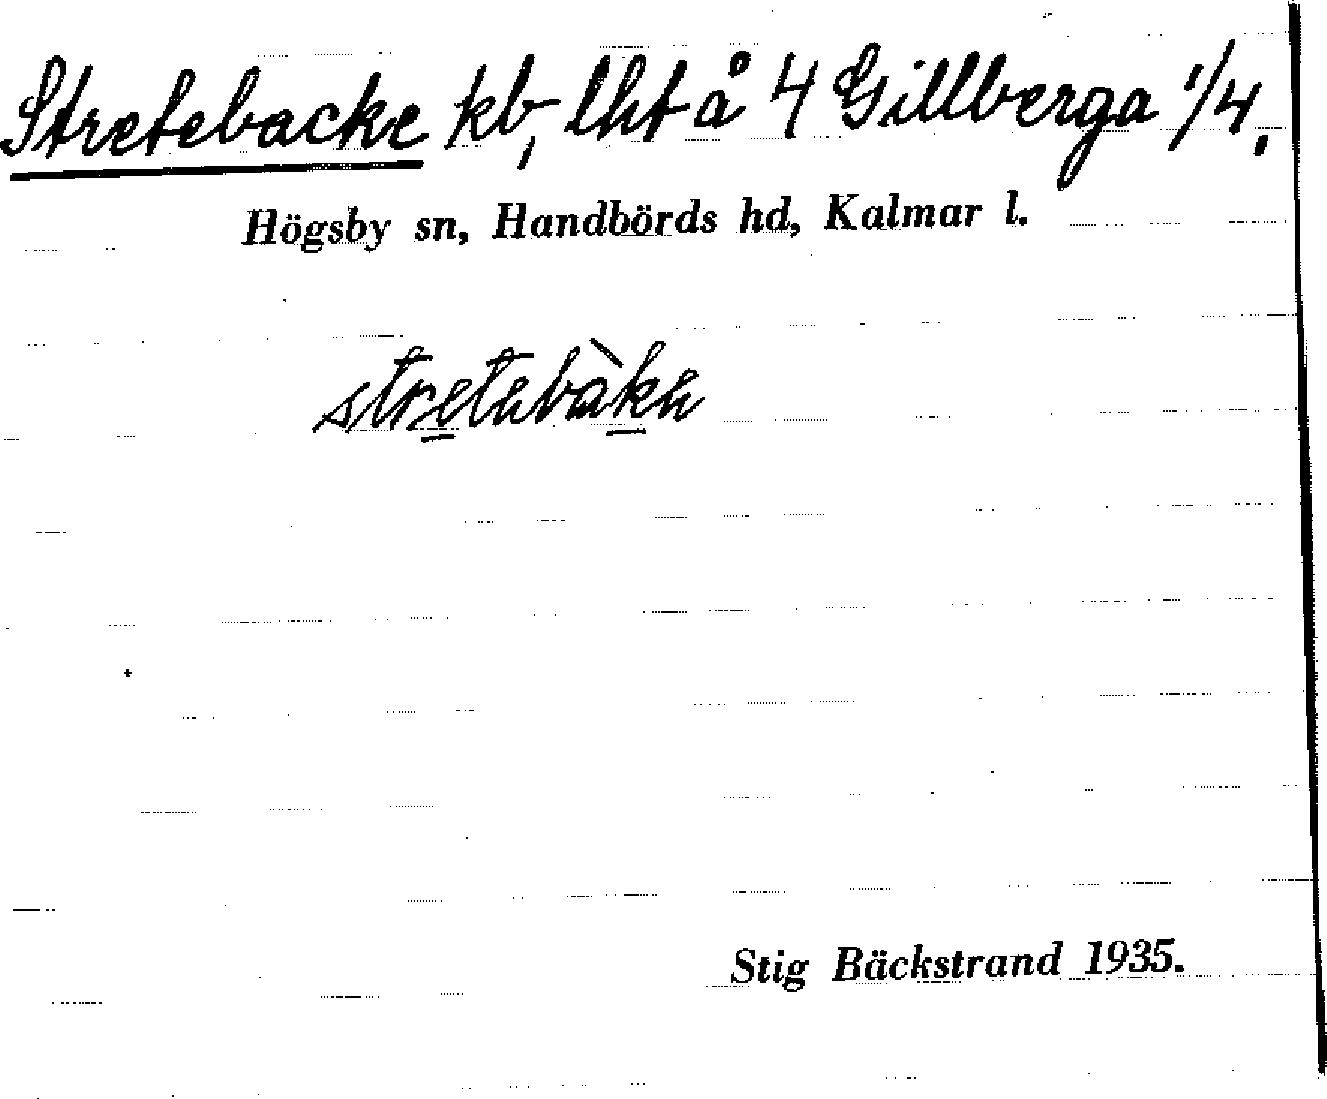 Stretebacke kb, lht å 4 Gillberga 1/4.
Högsby sn, Handbörds hd, Kalmar l.
Stig Bäckstrand 1935.